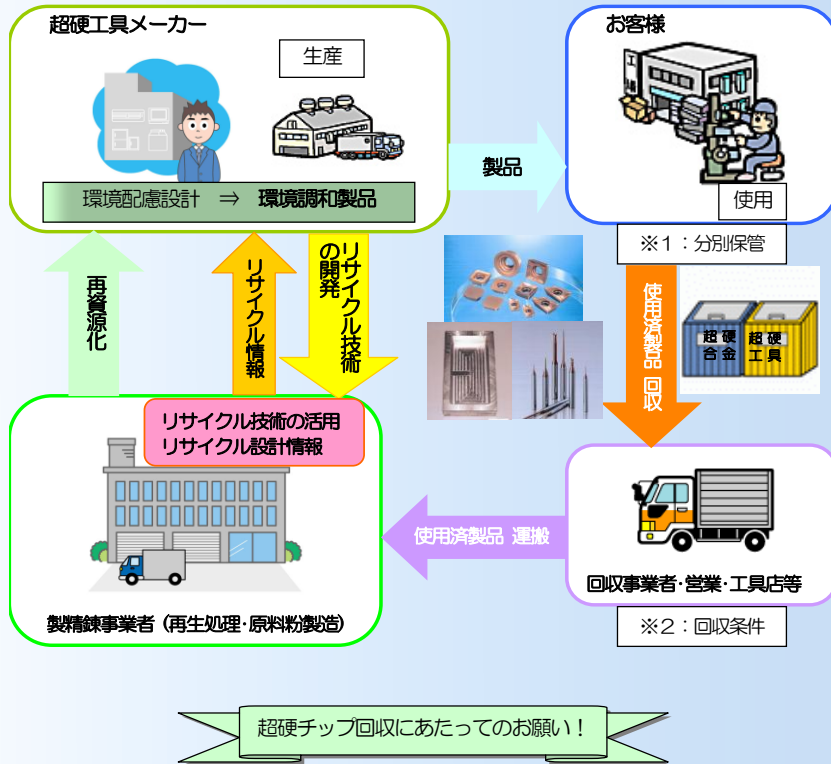 超硬工具メーカー
生産
環境配慮設計 ⇒ 環境調和製品
製品
お客様
工場
使用
※1：分別保管
再資源化
リサイクル情報
リサイクル技術
の開発
使用済製品 回収
超硬
合金
超硬
工具
リサイクル技術の活用
リサイクル設計情報
使用済製品 運搬
製精錬事業者（再生処理・原料粉製造）
回収事業者・営業・工具店等
※2：回収条件
超硬チップ回収にあたってのお願い！